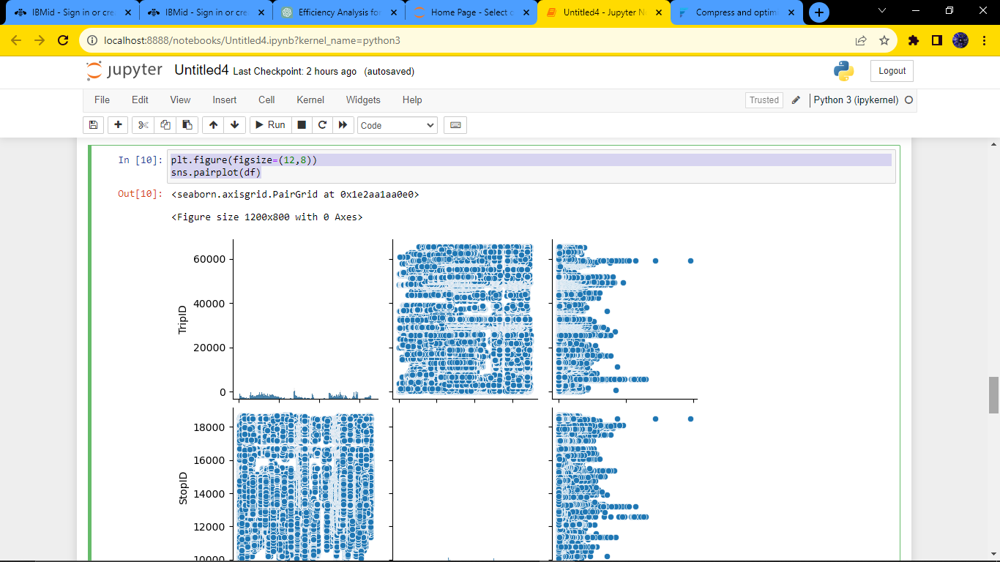 IBMid - Sign in or cre
IBMid - Sign in or cre
Efficiency Analysis for
Home Page - Select o
Untitled4 - Jupyter N
Compress and optim
localhost:8888/notebooks/Untitled4.ipynb?kernel_name=python3
jupyter Untitled4 Last Checkpoint: 2 hours ago (autosaved)
Logout
File Edit View Insert Cell Kernel Widgets Help
Trusted
Python 3 (ipykernel)
Run
Code
In [10]: plt.figure(figsize=(12,8))
sns.pairplot(df)
Out[10]: <seaborn.axisgrid.PairGrid at 0x1e2aa1aa0e0>
<Figure size 1200x800 with 0 Axes>
60000
40000
TripID
20000
0
18000
16000
StopID
14000
12000
10000